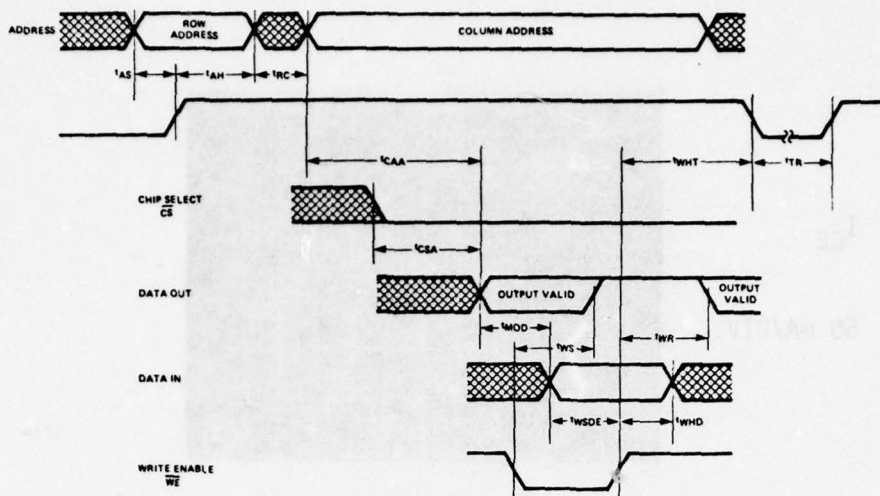 ADDRESS
ROW
ADDRESS
COLUMN ADDRESS
tAS
tAH
tRC
tCAA
tWHT
tTR
CHIP SELECT
CS
tCSA
DATA OUT
OUTPUT VALID
OUTPUT
VALID
tMOD
tWS
tWR
DATA IN
tWSDE
tWHD
WRITE ENABLE
WE